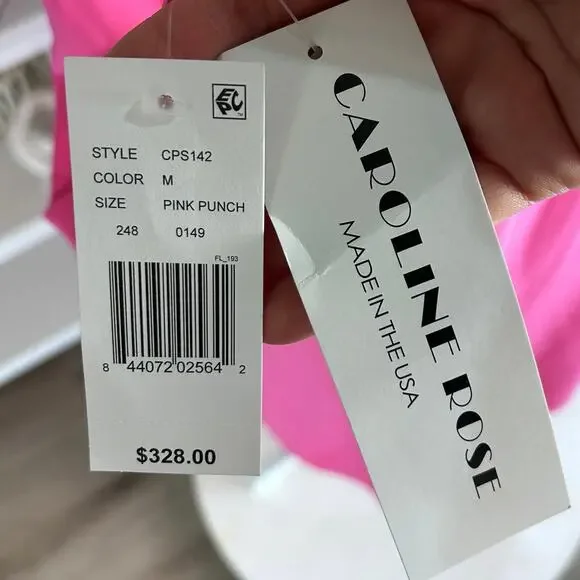 EPC
STYLE CPS142
COLOR M
SIZE PINK PUNCH
248 0149
FL_193
8 44072 02564 2
$328.00
CAROLINE ROSE
MADE IN THE USA